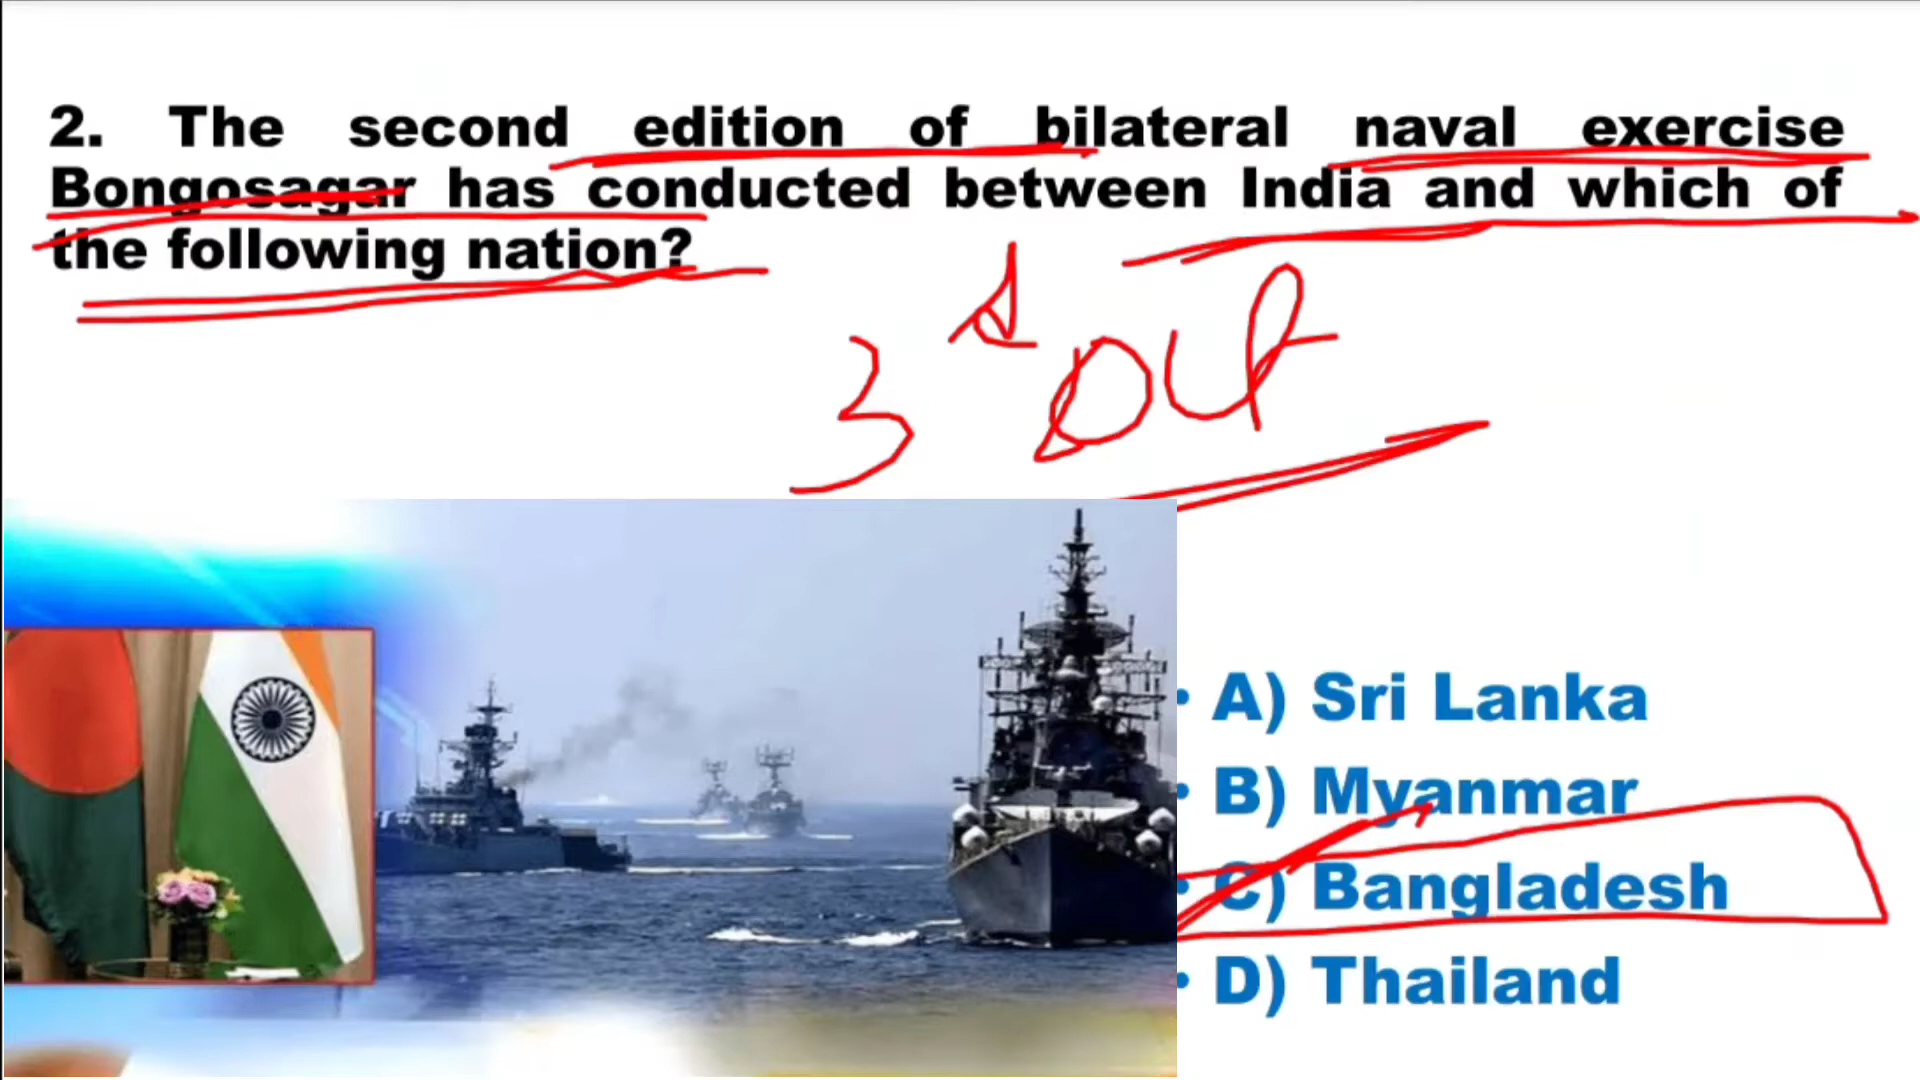 2. The second edition of bilateral naval exercise
Bongosagar has conducted between India and which of
the following nation?
3
• A) Sri Lanka
• B) Myanmar
• C) Bangladesh
• D) Thailand